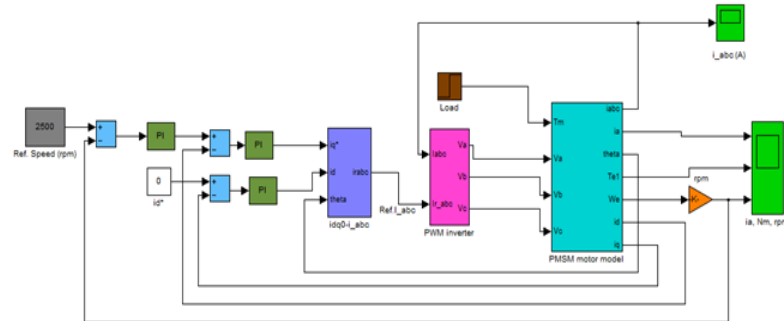 i_abc (A)
Load
2500
Ref. Speed (rpm)
PI
PI
0
id*
PI
iq*
id
theta
irabc
idq0-i_abc
Ref.I_abc
Iabc
Ir_abc
Va
Vb
Vc
PWM inverter
Tm
Va
Vb
Vc
iabc
ia
theta
Te1
We
id
iq
PMSM motor model
rpm
-K-
ia, Nm, rpm